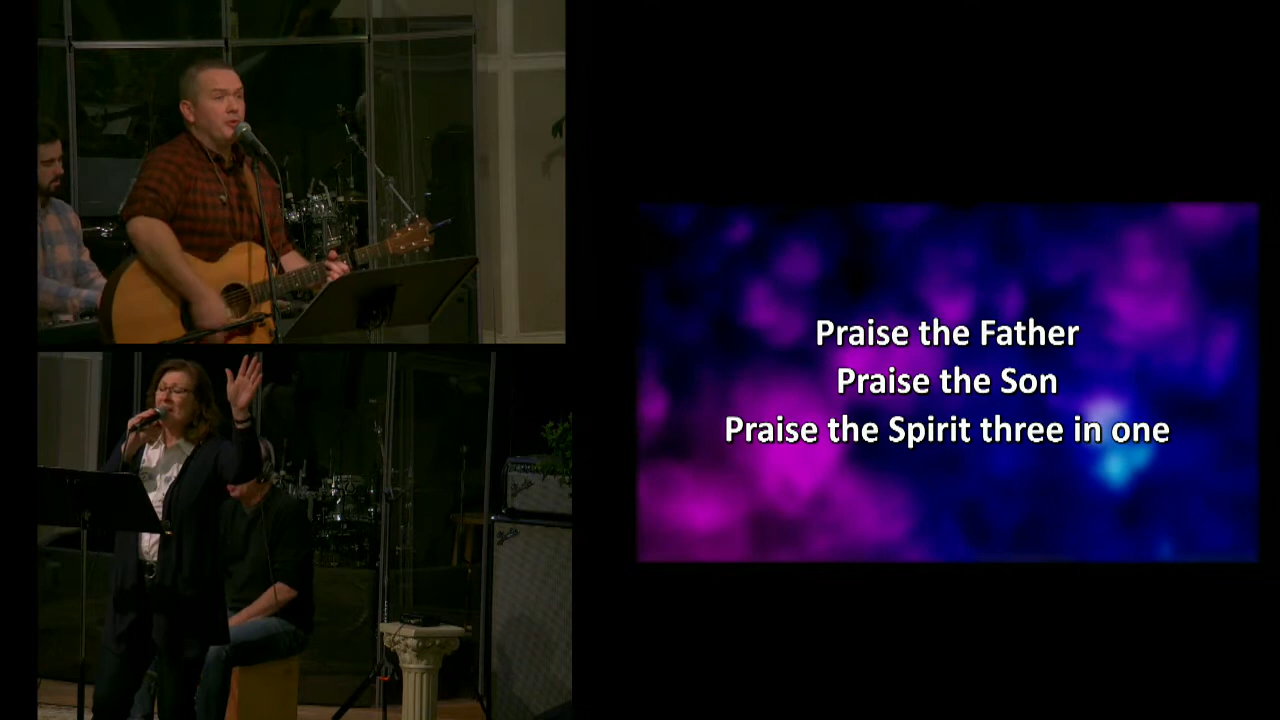 Praise the Father
Praise the Son
Praise the Spirit three in one